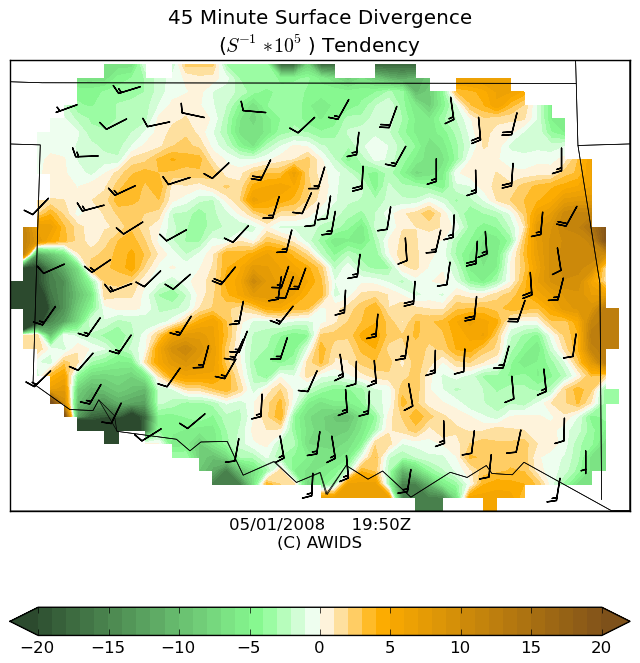 45 Minute Surface Divergence
(S⁻¹ *10⁵ ) Tendency
05/01/2008 19:50Z
(C) AWIDS
−20 −15 −10 −5 0 5 10 15 20